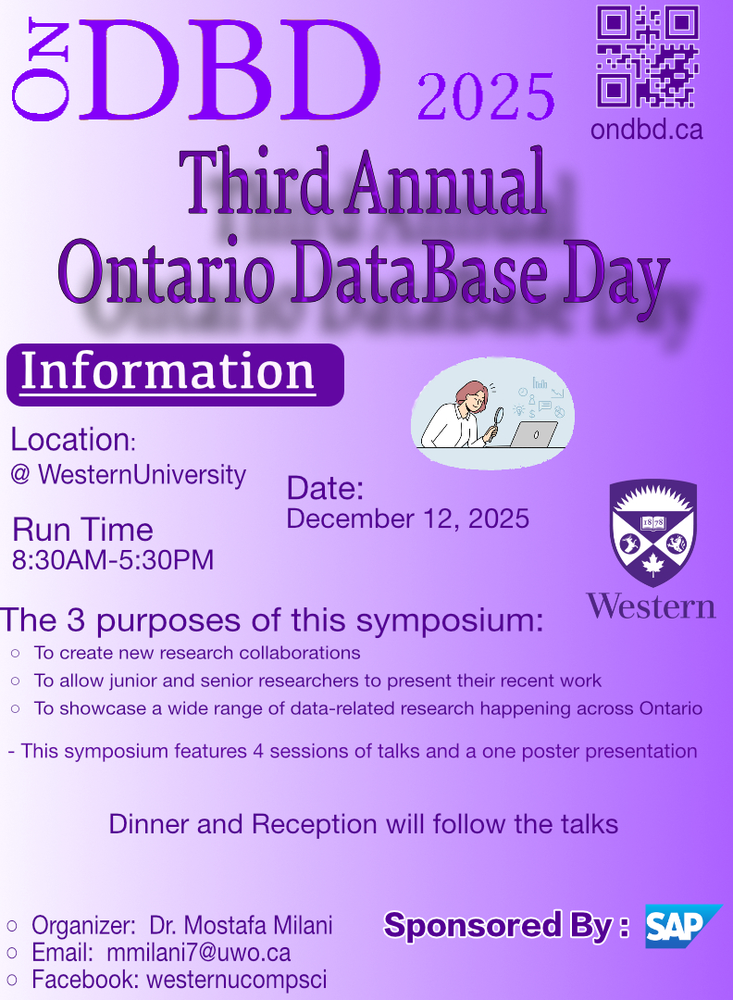 ON DBD 2025
ondbd.ca
Third Annual
Ontario DataBase Day
Information
Location:
@ WesternUniversity
Date:
December 12, 2025
Run Time
8:30AM-5:30PM
1878
Western
The 3 purposes of this symposium:
○ To create new research collaborations
○ To allow junior and senior researchers to present their recent work
○ To showcase a wide range of data-related research happening across Ontario
- This symposium features 4 sessions of talks and a one poster presentation
Dinner and Reception will follow the talks
○ Organizer: Dr. Mostafa Milani
○ Email: mmilani7@uwo.ca
○ Facebook: westernucompsci
Sponsored By : SAP